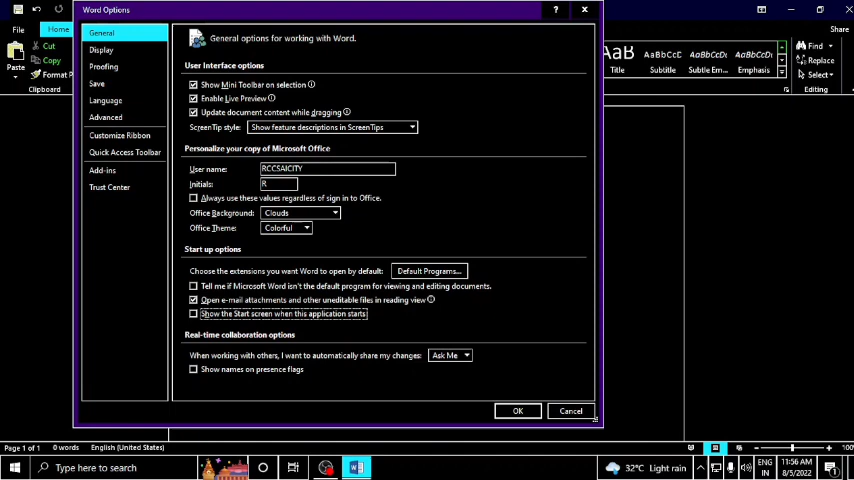 Word Options
?
File
Home
Share
Cut
Copy
Format P
Paste
Clipboard
General
Display
Proofing
Save
Language
Advanced
Customize Ribbon
Quick Access Toolbar
Add-ins
Trust Center
General options for working with Word.
User Interface options
Show Mini Toolbar on selection
Enable Live Preview
Update document content while dragging
ScreenTip style: Show feature descriptions in ScreenTips
Personalize your copy of Microsoft Office
User name: RCCSAICITY
Initials: R
Always use these values regardless of sign in to Office.
Office Background: Clouds
Office Theme: Colorful
Start up options
Choose the extensions you want Word to open by default: Default Programs...
Tell me if Microsoft Word isn't the default program for viewing and editing documents.
Open e-mail attachments and other uneditable files in reading view
Show the Start screen when this application starts
Real-time collaboration options
When working with others, I want to automatically share my changes: Ask Me
Show names on presence flags
OK Cancel
AaB AaBbCcD AaBbCcDc AaBbCcDc
Title Subtitle Subtle Em... Emphasis
Find
Replace
Select
Editing
Page 1 of 1 0 words English (United States)
100%
Type here to search
32°C Light rain
ENG
IN
11:56 AM
8/5/2022
1